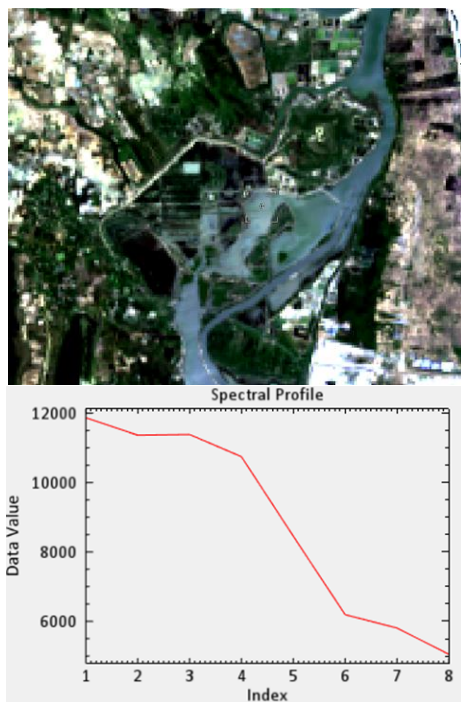 Spectral Profile
12000
10000
8000
6000
Data Value
1 2 3 4 5 6 7 8
Index